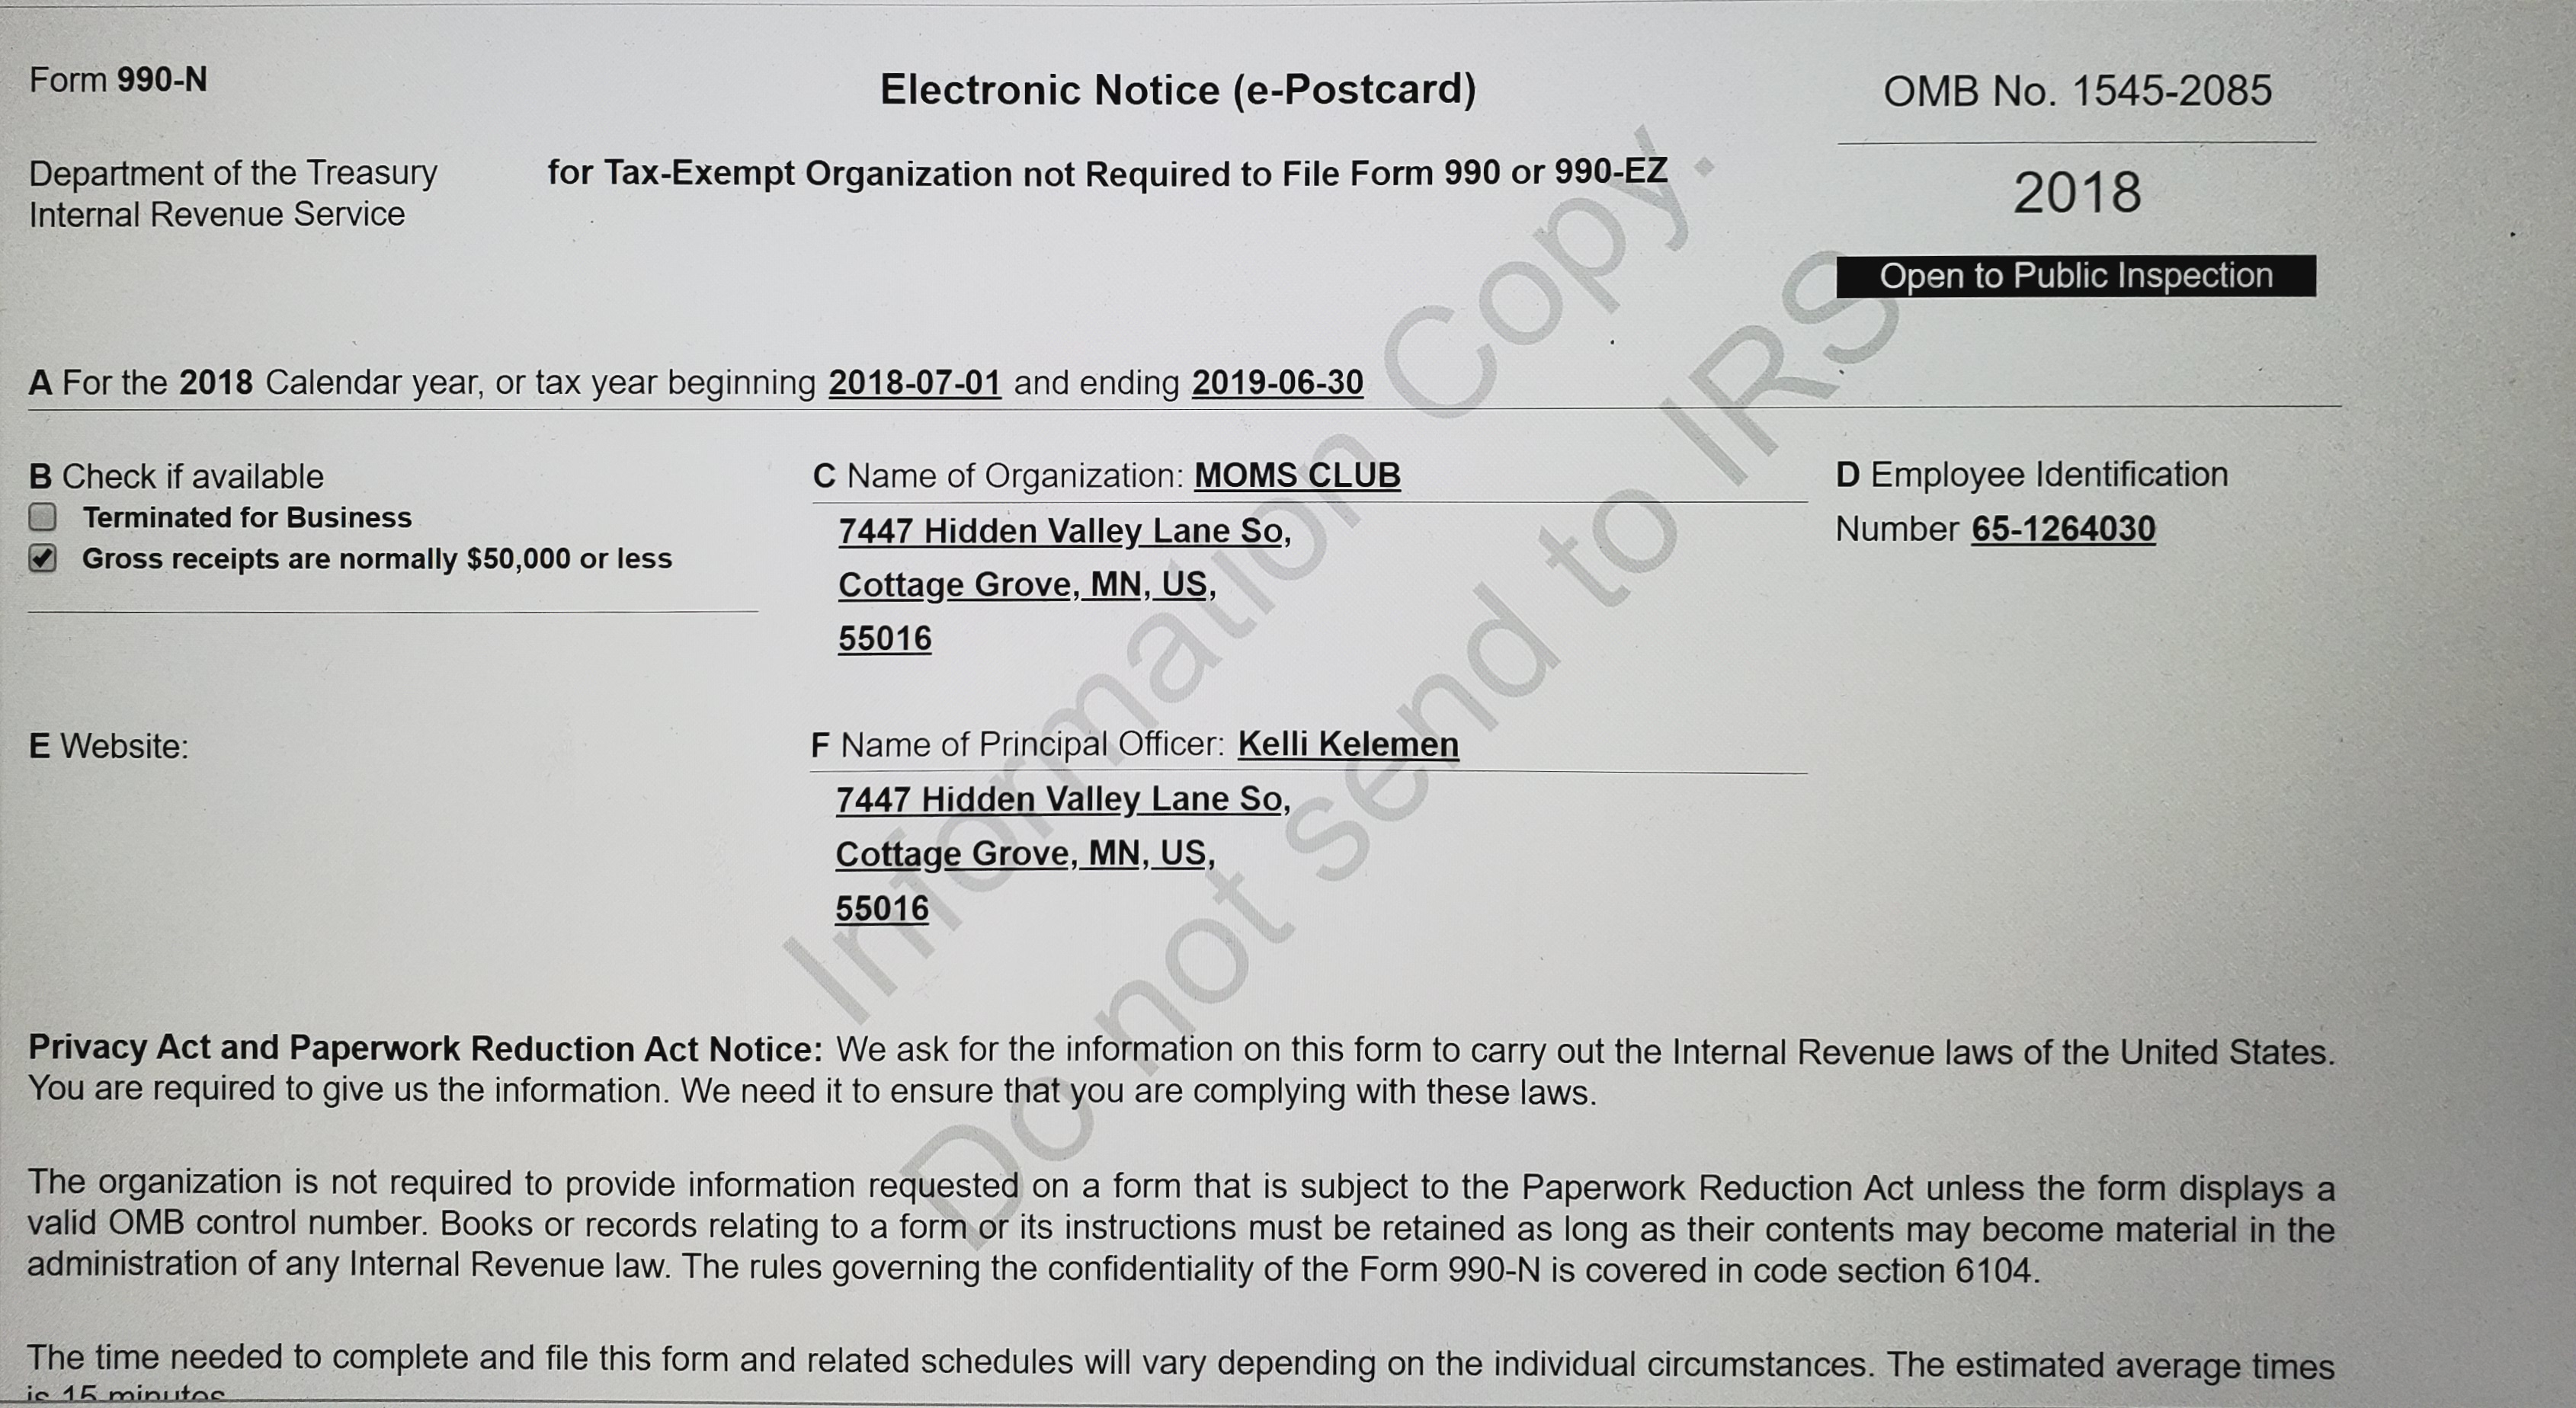 Form 990-N
Electronic Notice (e-Postcard)
OMB No. 1545-2085
Department of the Treasury
Internal Revenue Service
for Tax-Exempt Organization not Required to File Form 990 or 990-EZ
2018
Open to Public Inspection
A For the 2018 Calendar year, or tax year beginning 2018-07-01 and ending 2019-06-30
B Check if available
Terminated for Business
Gross receipts are normally $50,000 or less
C Name of Organization: MOMS CLUB
7447 Hidden Valley Lane So,
Cottage Grove, MN, US,
55016
D Employee Identification
Number 65-1264030
E Website:
F Name of Principal Officer: Kelli Kelemen
7447 Hidden Valley Lane So,
Cottage Grove, MN, US,
55016
Information Copy.
Do not send to IRS
Privacy Act and Paperwork Reduction Act Notice: We ask for the information on this form to carry out the Internal Revenue laws of the United States.
You are required to give us the information. We need it to ensure that you are complying with these laws.
The organization is not required to provide information requested on a form that is subject to the Paperwork Reduction Act unless the form displays a
valid OMB control number. Books or records relating to a form or its instructions must be retained as long as their contents may become material in the
administration of any Internal Revenue law. The rules governing the confidentiality of the Form 990-N is covered in code section 6104.
The time needed to complete and file this form and related schedules will vary depending on the individual circumstances. The estimated average times
is 15 minutes